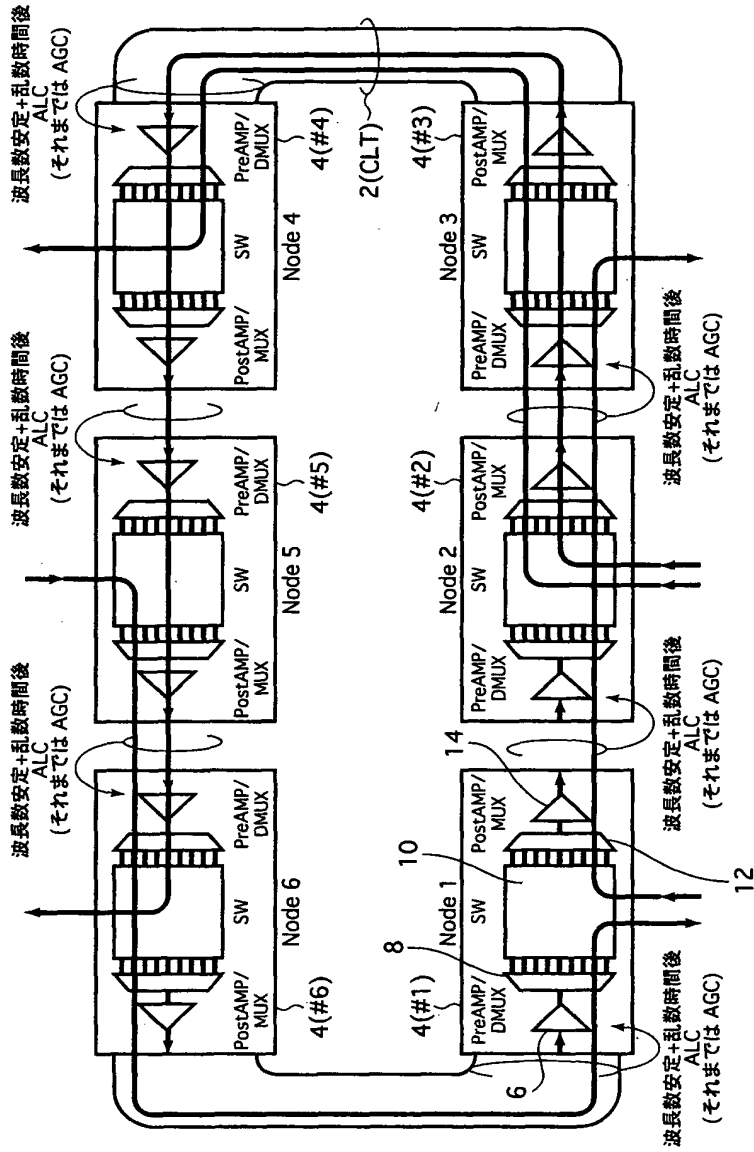 波長数安定+乱数時間後
ALC
(それまでは AGC)
波長数安定+乱数時間後
ALC
(それまでは AGC)
波長数安定+乱数時間後
ALC
(それまでは AGC)
PostAMP/
MUX
SW
PreAMP/
DMUX
Node 6
4(#6)
PostAMP/
MUX
SW
PreAMP/
DMUX
Node 5
4(#5)
PostAMP/
MUX
SW
PreAMP/
DMUX
Node 4
4(#4)
2(CLT)
4(#1)
Node 1
PreAMP/
DMUX
SW
PostAMP/
MUX
8
10
14
6
12
4(#2)
Node 2
PreAMP/
DMUX
SW
PostAMP/
MUX
4(#3)
Node 3
PreAMP/
DMUX
SW
PostAMP/
MUX
波長数安定+乱数時間後
ALC
(それまでは AGC)
波長数安定+乱数時間後
ALC
(それまでは AGC)
波長数安定+乱数時間後
ALC
(それまでは AGC)